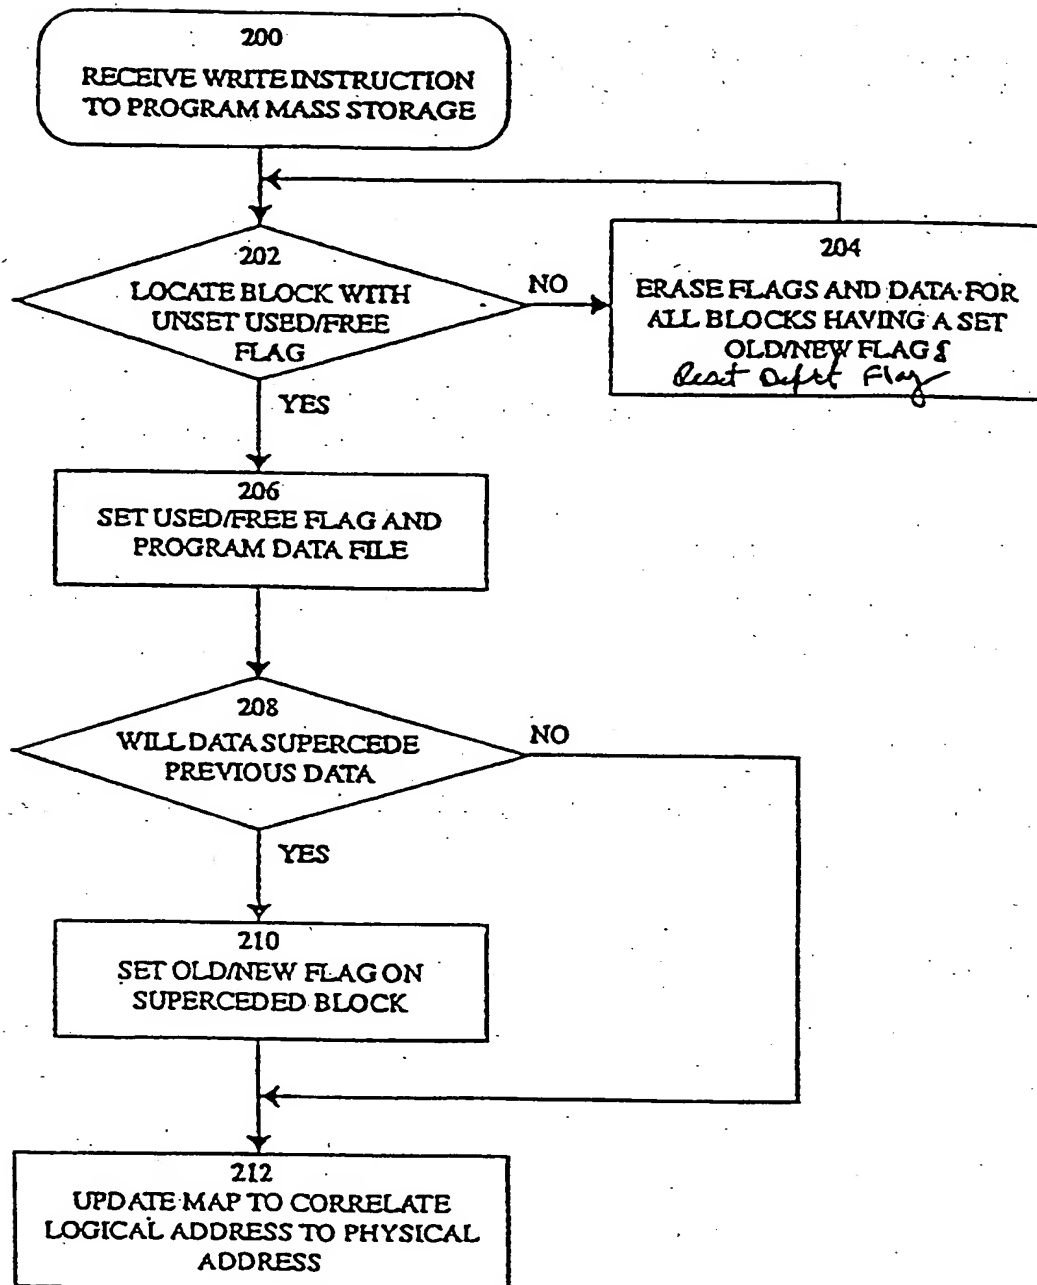 200
RECEIVE WRITE INSTRUCTION
TO PROGRAM MASS STORAGE
202
LOCATE BLOCK WITH
UNSET USED/FREE
FLAG
NO
204
ERASE FLAGS AND DATA FOR
ALL BLOCKS HAVING A SET
OLD/NEW FLAG &
Reset Flag
YES
206
SET USED/FREE FLAG AND
PROGRAM DATA FILE
208
WILL DATA SUPERCEDE
PREVIOUS DATA
NO
YES
210
SET OLD/NEW FLAG ON
SUPERCEDED BLOCK
212
UPDATE MAP TO CORRELATE
LOGICAL ADDRESS TO PHYSICAL
ADDRESS